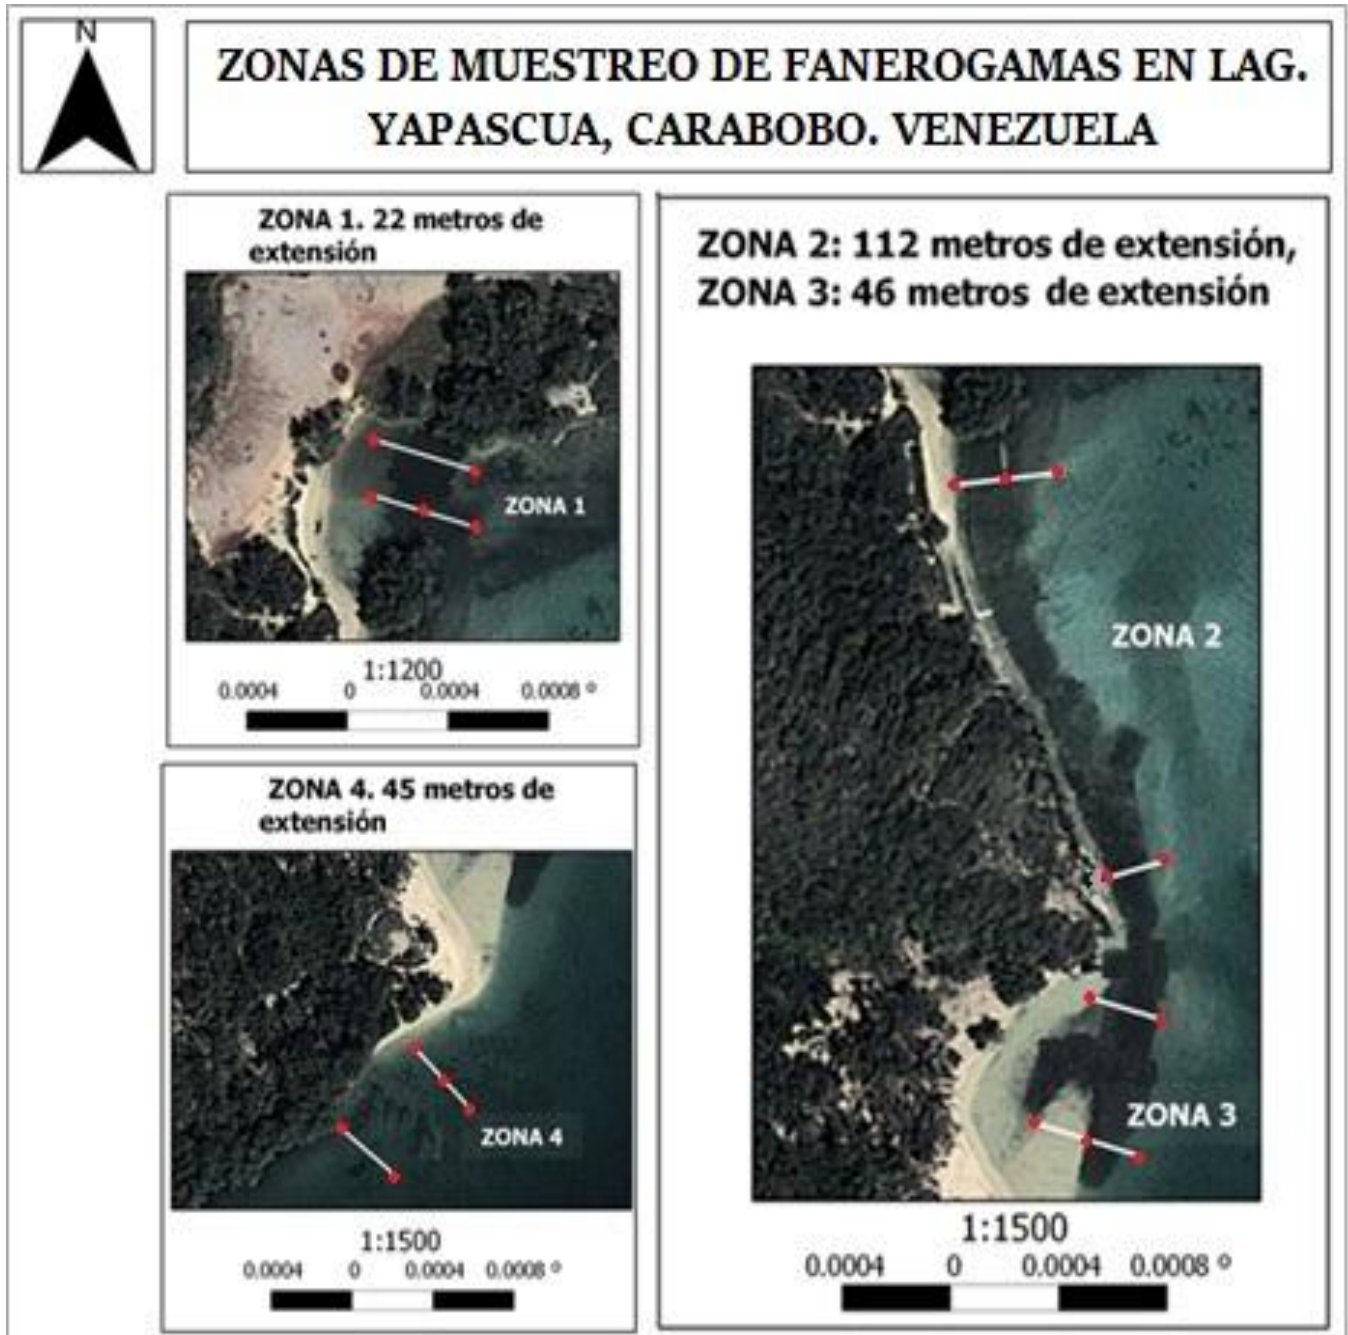 N
ZONAS DE MUESTREO DE FANEROGAMAS EN LAG.
YAPASCUA, CARABOBO. VENEZUELA
ZONA 1. 22 metros de
extensión
ZONA 1
1:1200
0.0004 0 0.0004 0.0008 º
ZONA 4. 45 metros de
extensión
ZONA 4
1:1500
0.0004 0 0.0004 0.0008 º
ZONA 2: 112 metros de extensión,
ZONA 3: 46 metros de extensión
ZONA 2
ZONA 3
1:1500
0.0004 0 0.0004 0.0008 º